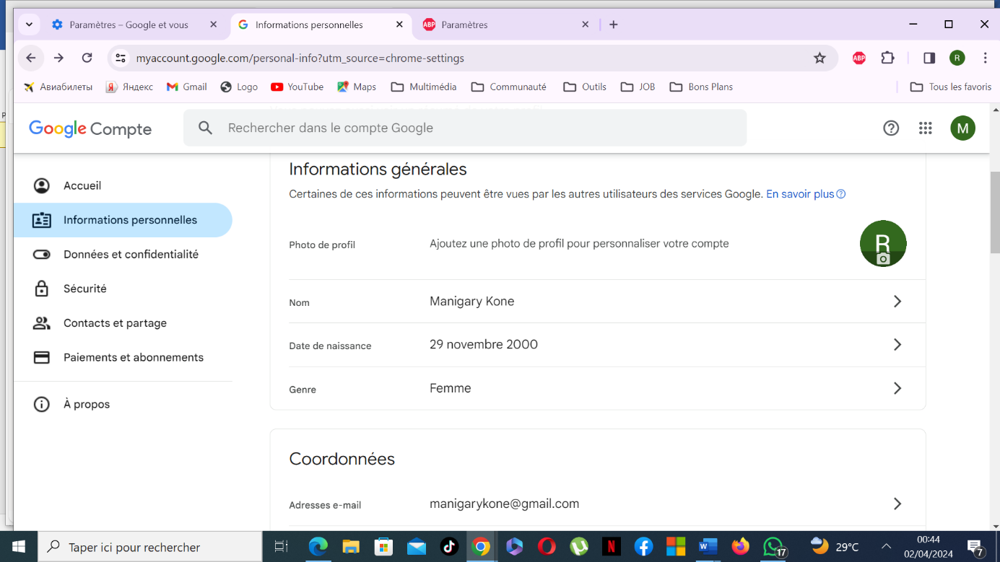 Paramètres – Google et vous
Informations personnelles
ABP Paramètres
myaccount.google.com/personal-info?utm_source=chrome-settings
ABP
R
Авиабилеты
Я Яндекс
Gmail
Logo
YouTube
Maps
Multimédia
Communauté
Outils
JOB
Bons Plans
Tous les favoris
Google Compte
Rechercher dans le compte Google
M
Accueil
Informations personnelles
Données et confidentialité
Sécurité
Contacts et partage
Paiements et abonnements
À propos
Informations générales
Certaines de ces informations peuvent être vues par les autres utilisateurs des services Google. En savoir plus
Photo de profil Ajoutez une photo de profil pour personnaliser votre compte R
Nom Manigary Kone
Date de naissance 29 novembre 2000
Genre Femme
Coordonnées
Adresses e-mail manigarykone@gmail.com
Taper ici pour rechercher
17
29°C
00:44
02/04/2024
7